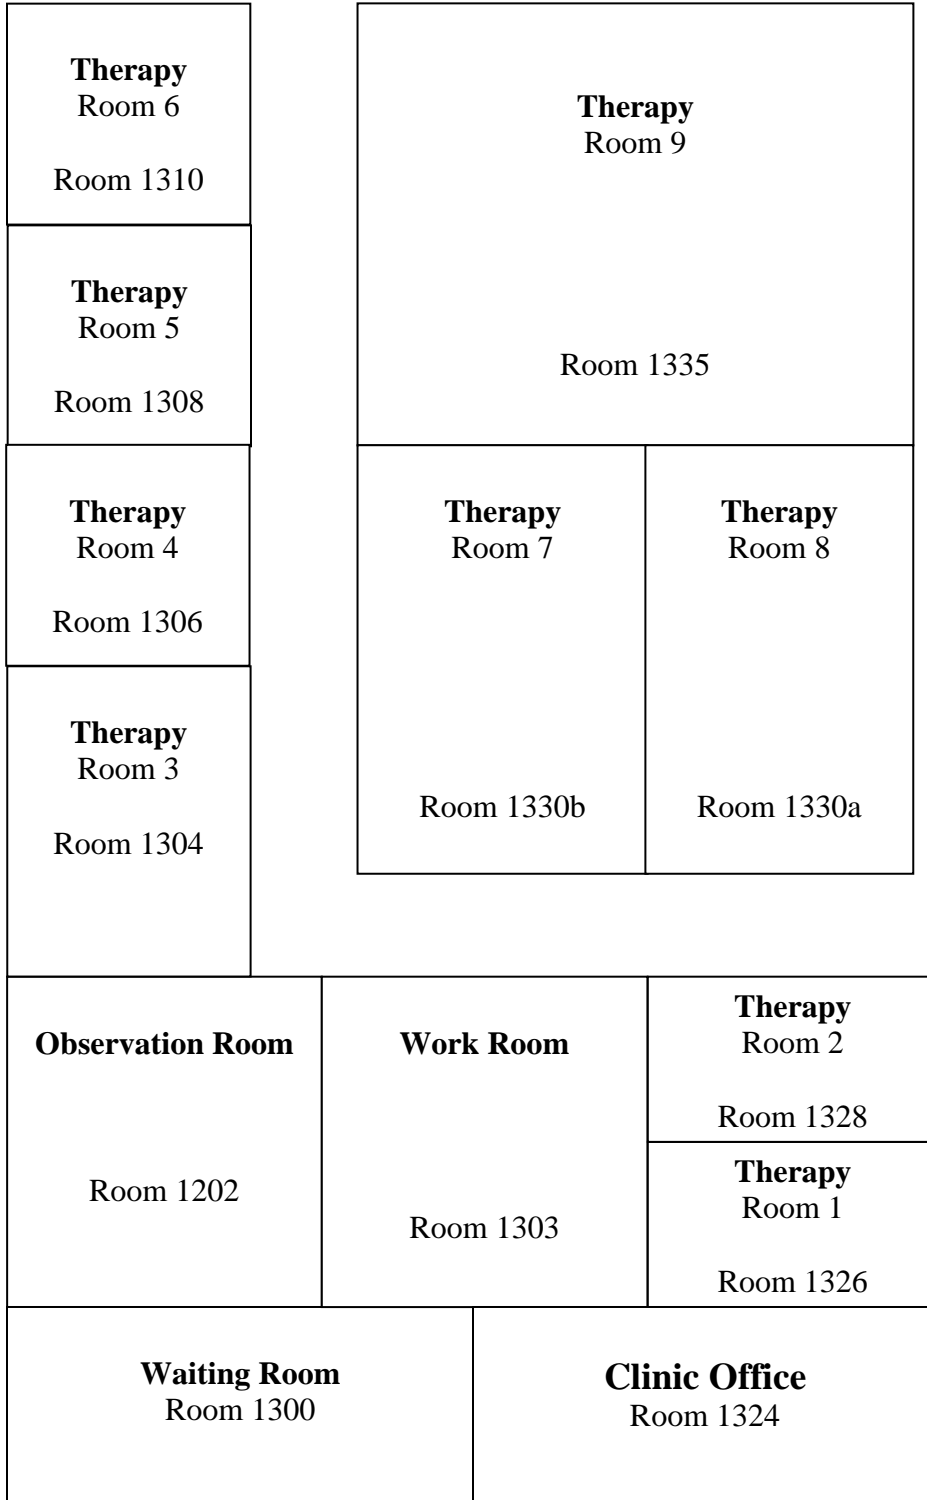 Therapy
Room 6
Room 1310
Therapy
Room 9
Room 1335
Therapy
Room 5
Room 1308
Therapy
Room 4
Room 1306
Therapy
Room 7
Room 1330b
Therapy
Room 8
Room 1330a
Therapy
Room 3
Room 1304
Observation Room
Room 1202
Work Room
Room 1303
Therapy
Room 2
Room 1328
Therapy
Room 1
Room 1326
Waiting Room
Room 1300
Clinic Office
Room 1324